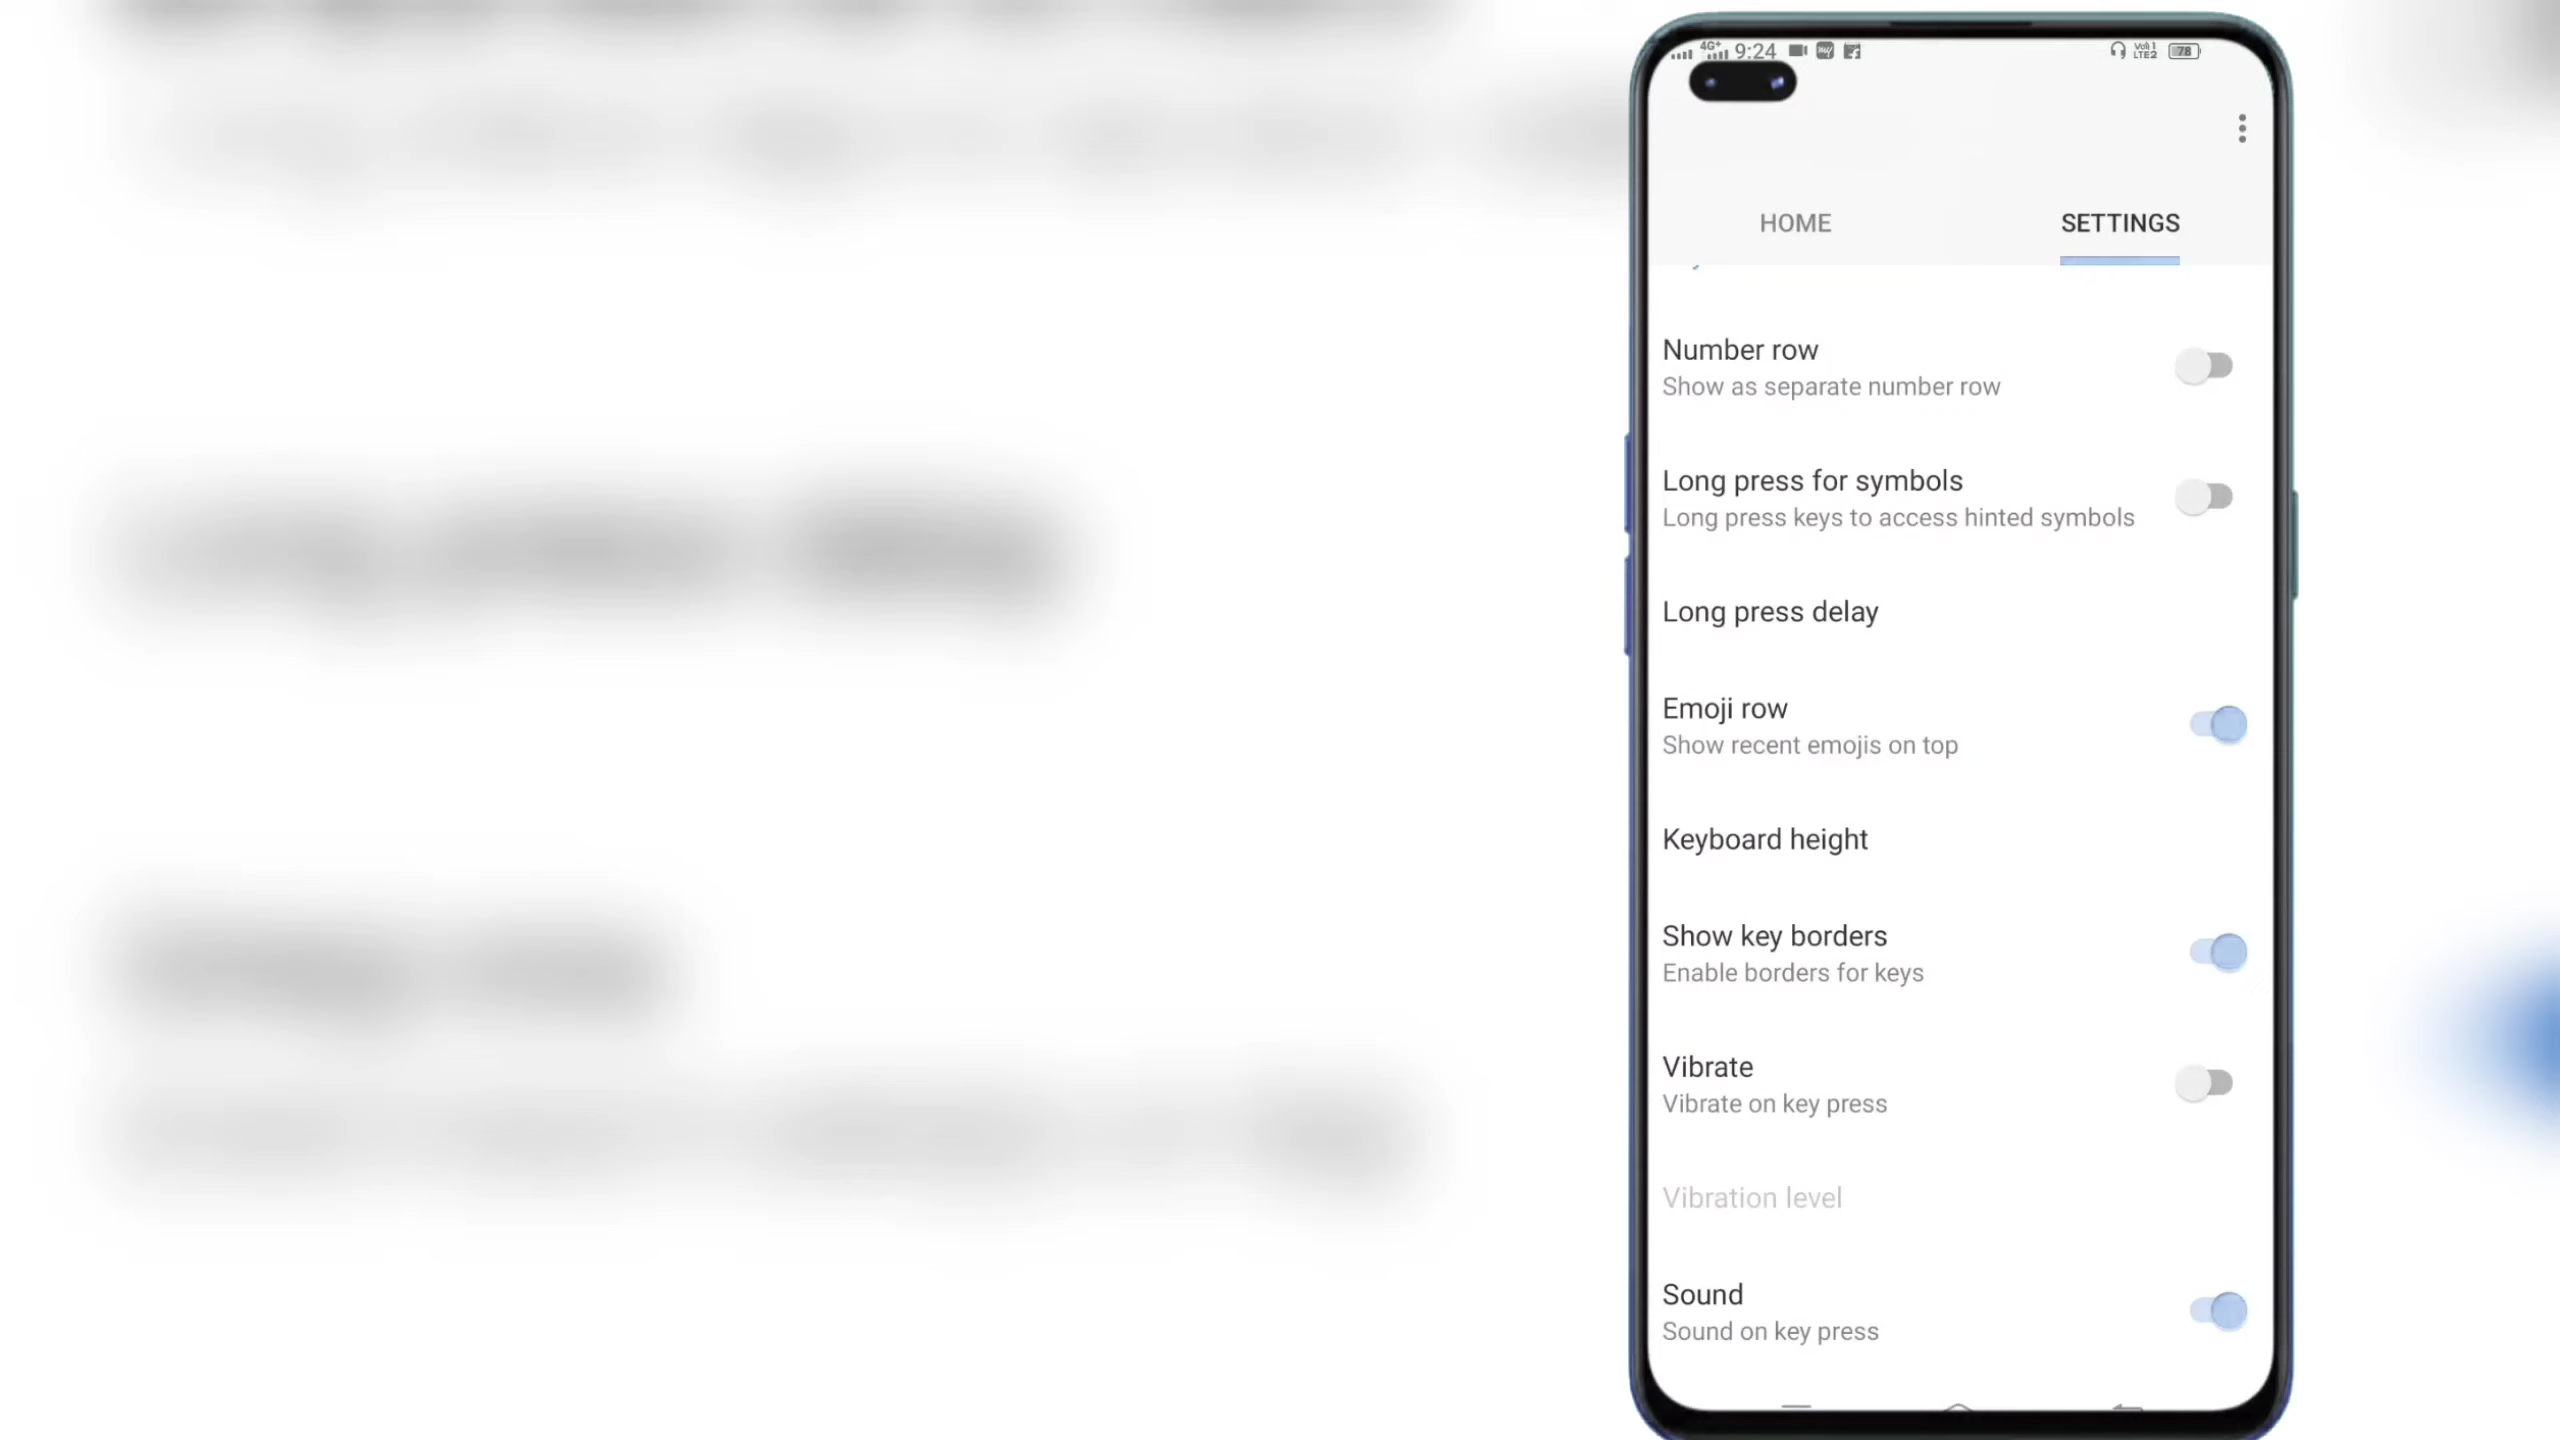 4G+ 9:24
78
HOME
SETTINGS
Number row
Show as separate number row
Long press for symbols
Long press keys to access hinted symbols
Long press delay
Emoji row
Show recent emojis on top
Keyboard height
Show key borders
Enable borders for keys
Vibrate
Vibrate on key press
Vibration level
Sound
Sound on key press